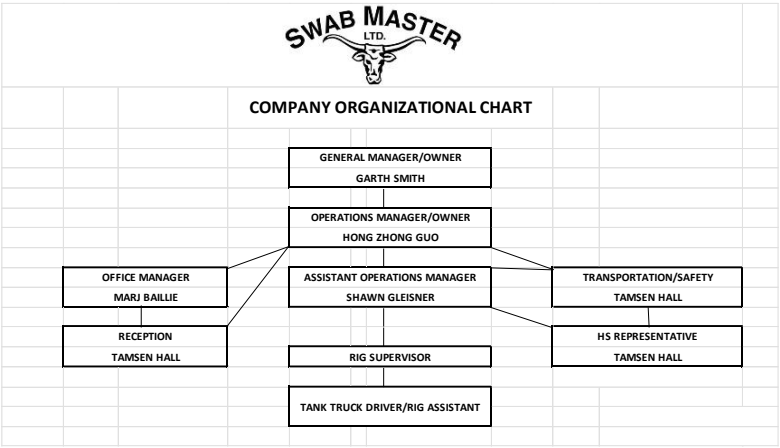 SWAB MASTER
LTD.
COMPANY ORGANIZATIONAL CHART
GENERAL MANAGER/OWNER
GARTH SMITH
OPERATIONS MANAGER/OWNER
HONG ZHONG GUO
OFFICE MANAGER
MARJ BAILLIE
ASSISTANT OPERATIONS MANAGER
SHAWN GLEISNER
TRANSPORTATION/SAFETY
TAMSEN HALL
RECEPTION
TAMSEN HALL
HS REPRESENTATIVE
TAMSEN HALL
RIG SUPERVISOR
TANK TRUCK DRIVER/RIG ASSISTANT